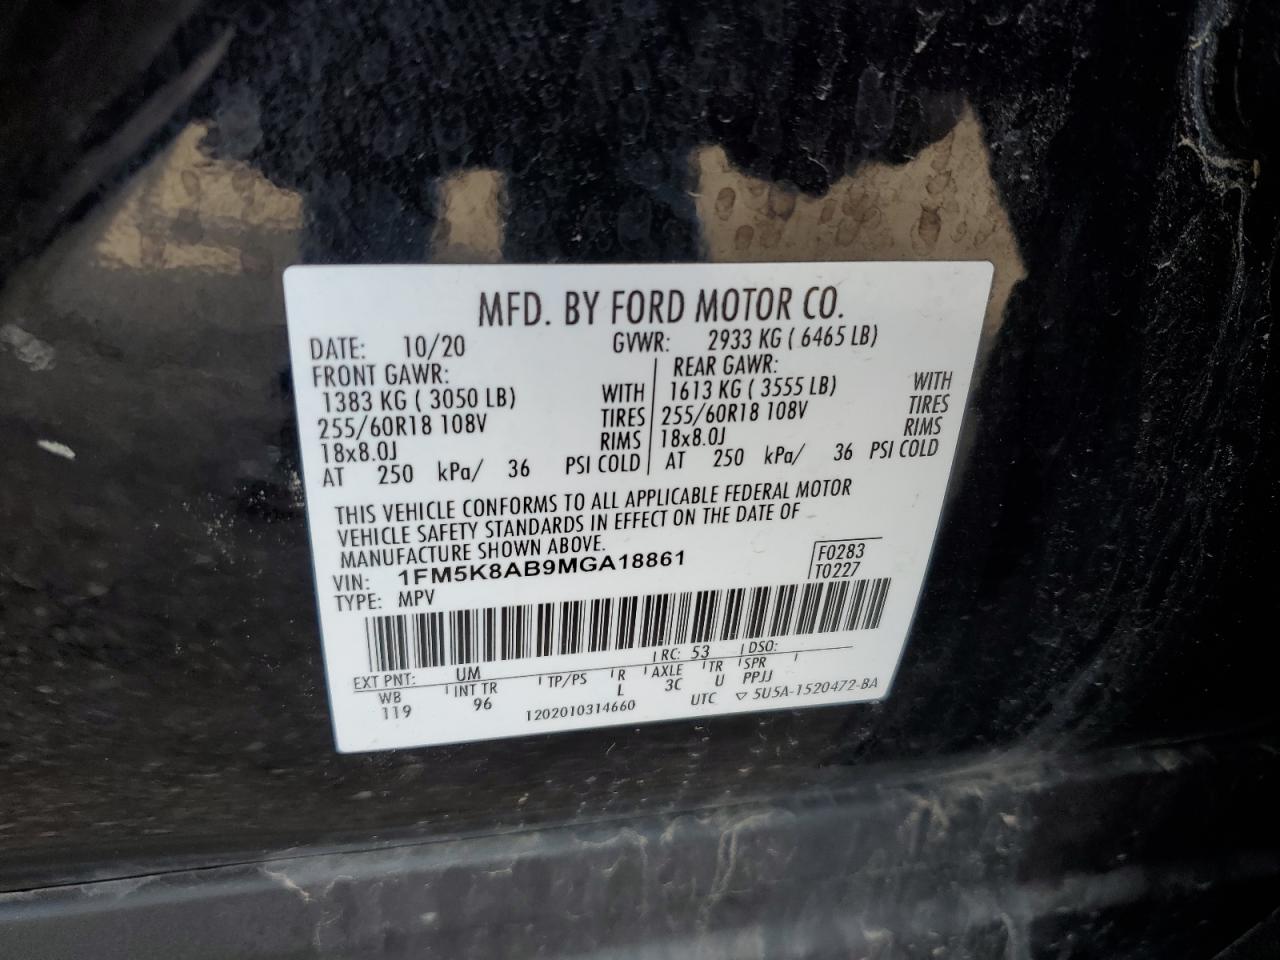 MFD. BY FORD MOTOR CO.
DATE: 10/20 GVWR: 2933 KG ( 6465 LB)
FRONT GAWR: REAR GAWR:
1383 KG ( 3050 LB) WITH 1613 KG ( 3555 LB) WITH
255/60R18 108V TIRES 255/60R18 108V TIRES
18x8.0J RIMS 18x8.0J RIMS
AT 250 kPa/ 36 PSI COLD AT 250 kPa/ 36 PSI COLD
THIS VEHICLE CONFORMS TO ALL APPLICABLE FEDERAL MOTOR
VEHICLE SAFETY STANDARDS IN EFFECT ON THE DATE OF
MANUFACTURE SHOWN ABOVE.
VIN: 1FM5K8AB9MGA18861 F0283
TYPE: MPV T0227
EXT PNT: UM RC: 53 DSO:
WB INT TR TP/PS R AXLE TR SPR
119 96 L 3C U PPJJ
1202010314660 UTC ▽ 5U5A-1520472-BA